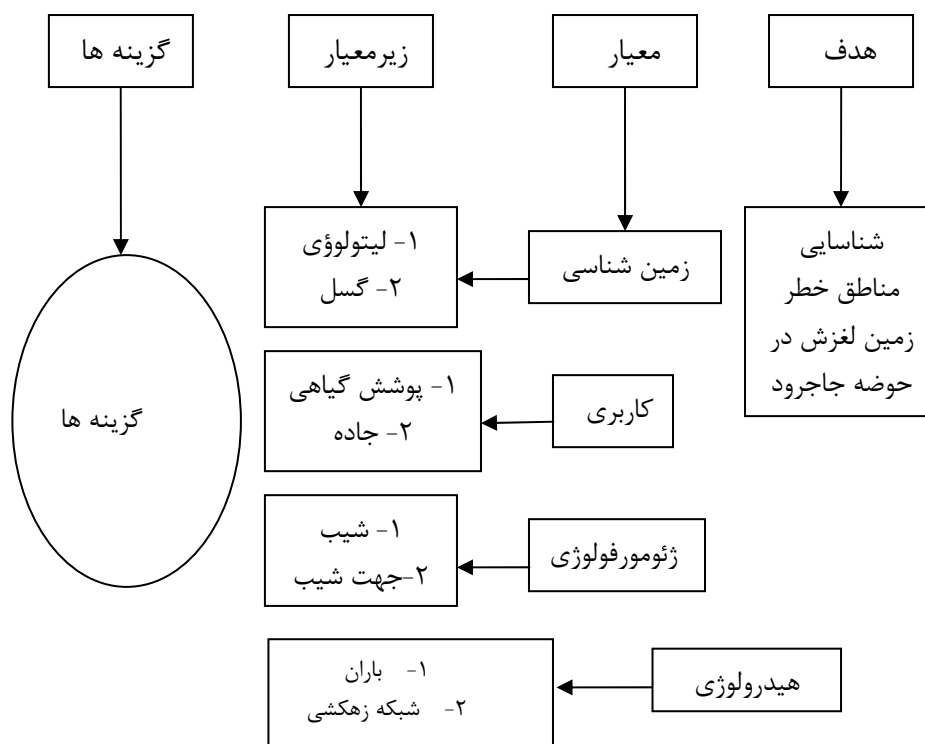 هدف
معیار
زیرمعیار
گزینه ها
شناسایی
مناطق خطر
زمین لغزش در
حوضه جاجرود
زمین شناسی
۱- لیتولوؤی
۲- گسل
کاربری
۱- پوشش گیاهی
۲- جاده
ژئومورفولوژی
۱- شیب
۲-جهت شیب
هیدرولوژی
۱- باران
۲- شبکه زهکشی
گزینه ها